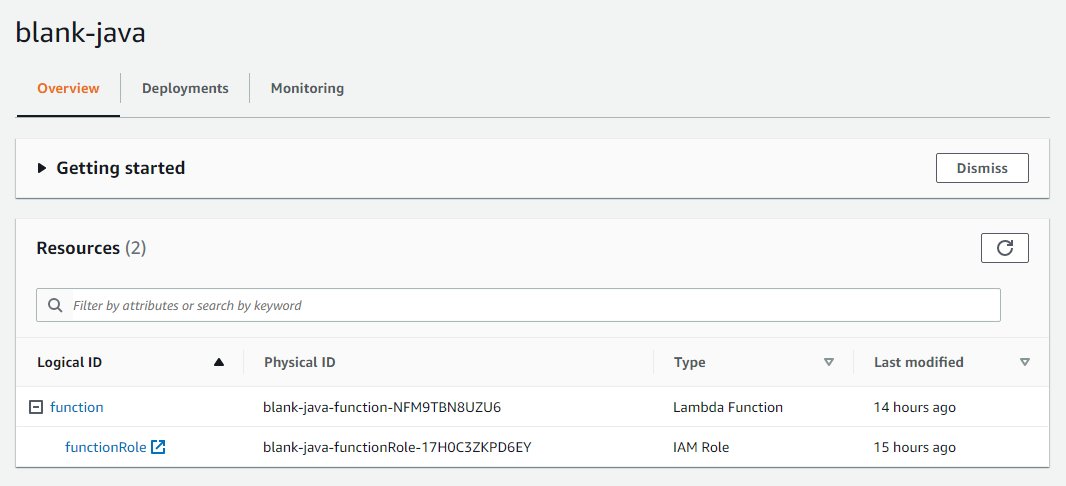 blank-java
Overview Deployments Monitoring
Getting started Dismiss
Resources (2)
Filter by attributes or search by keyword
Logical ID Physical ID Type Last modified
function blank-java-function-NFM9TBN8UZU6 Lambda Function 14 hours ago
functionRole blank-java-functionRole-17H0C3ZKPD6EY IAM Role 15 hours ago